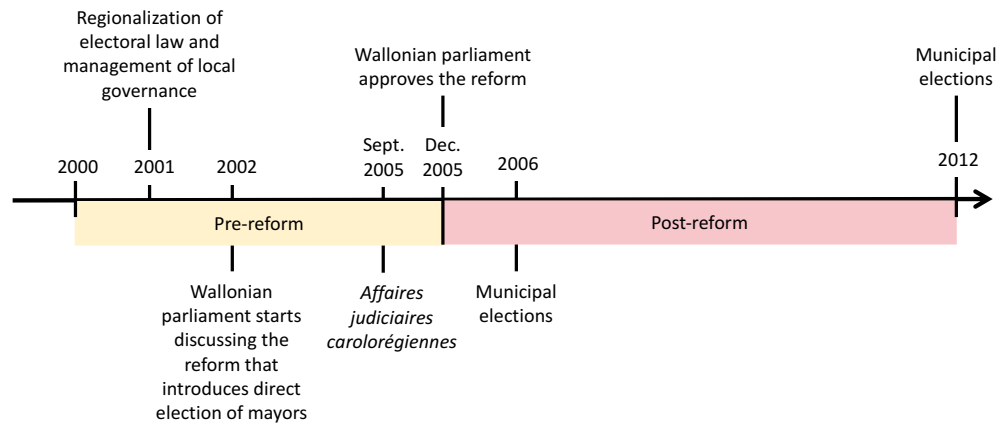 Regionalization of
electoral law and
management of local
governance
Wallonian parliament
approves the reform
Municipal
elections
2000
2001
2002
Sept.
2005
Dec.
2005
2006
2012
Pre-reform
Post-reform
Wallonian
parliament starts
discussing the
reform that
introduces direct
election of mayors
Affaires
judiciaires
carolorégiennes
Municipal
elections